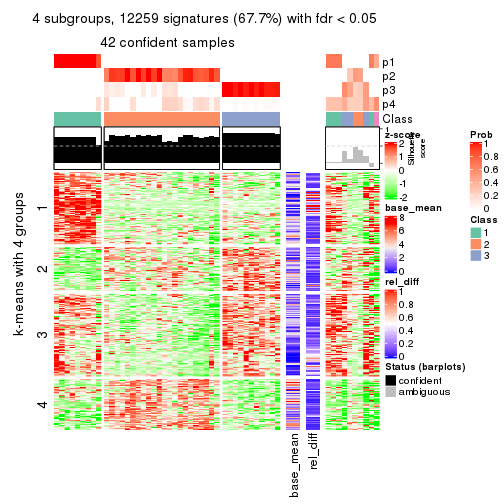 4 subgroups, 12259 signatures (67.7%) with fdr < 0.05
42 confident samples
p1
p2
p3
p4
Class
1
Silhouette
score
k-means with 4 groups
1
2
3
4
base_mean
rel_diff
z-score
2
1
0
-1
-2
base_mean
8
6
4
2
0
rel_diff
1
0.8
0.6
0.4
0.2
0
Status (barplots)
confident
ambiguous
Prob
1
0.8
0.6
0.4
0.2
0
Class
1
2
3